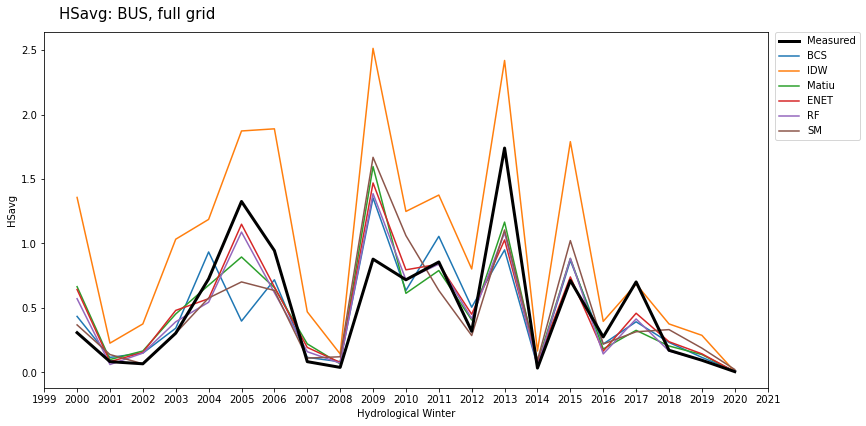 HSavg: BUS, full grid
2.5
2.0
1.5
1.0
0.5
0.0
HSavg
1999 2000 2001 2002 2003 2004 2005 2006 2007 2008 2009 2010 2011 2012 2013 2014 2015 2016 2017 2018 2019 2020 2021
Hydrological Winter
Measured
BCS
IDW
Matiu
ENET
RF
SM